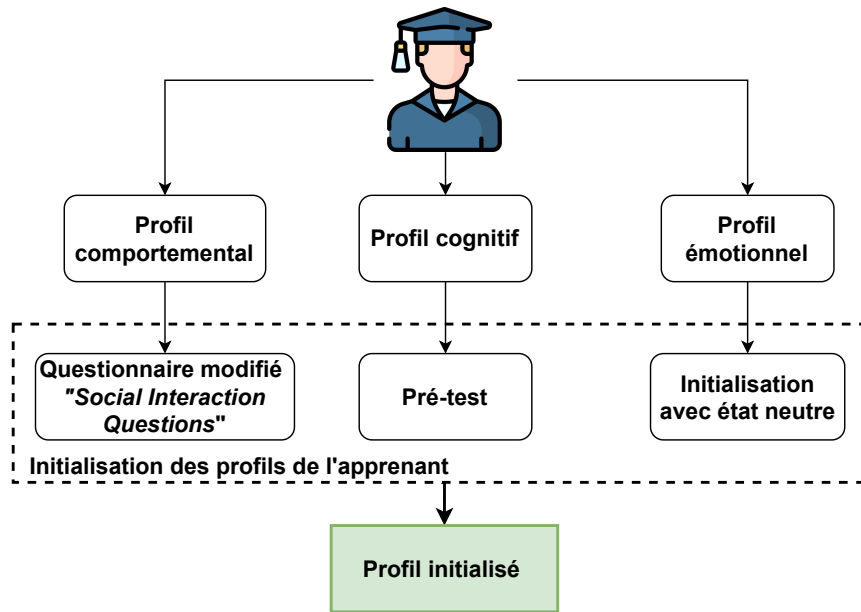 Profil
comportemental
Profil cognitif
Profil
émotionnel
Questionnaire modifié
"Social Interaction
Questions"
Pré-test
Initialisation
avec état neutre
Initialisation des profils de l'apprenant
Profil initialisé